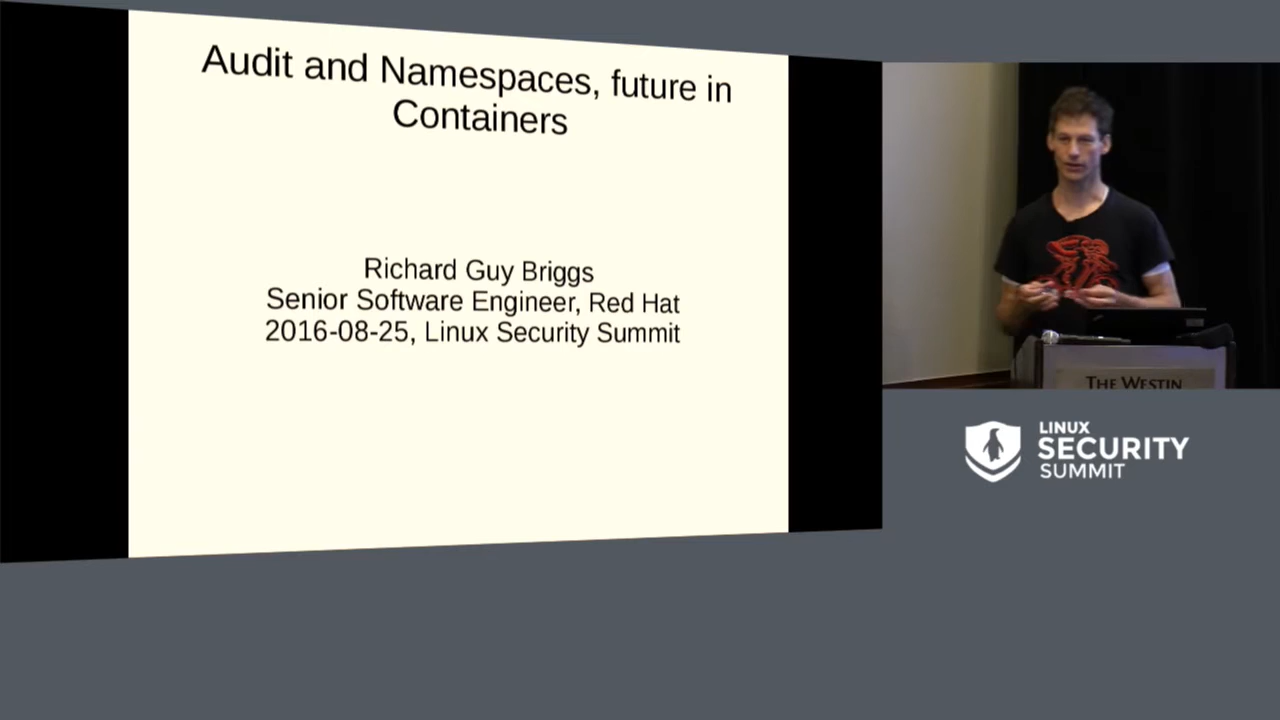 Audit and Namespaces, future in
Containers
Richard Guy Briggs
Senior Software Engineer, Red Hat
2016-08-25, Linux Security Summit
THE WESTIN
LINUX
SECURITY
SUMMIT